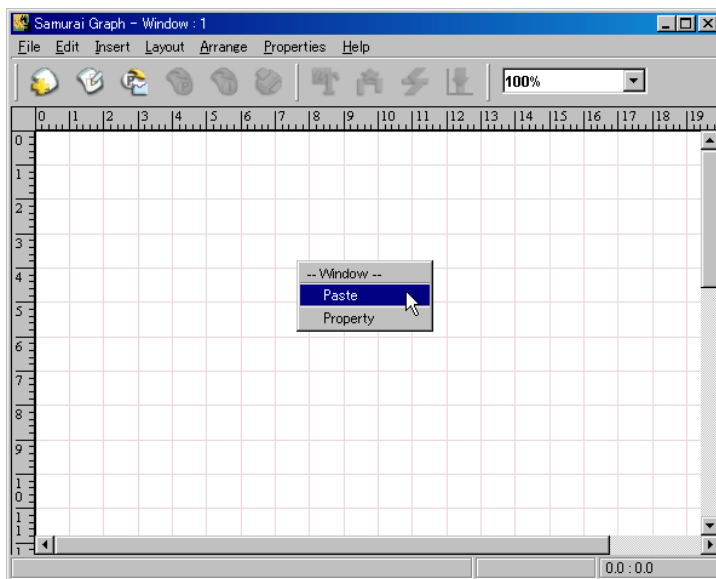 Samurai Graph - Window : 1
File Edit Insert Layout Arrange Properties Help
100%
0 1 2 3 4 5 6 7 8 9 10 11 12 13 14 15 16 17 18 19
0
1
2
3
4
5
6
7
8
9
10
11
-- Window --
Paste
Property
0.0 : 0.0